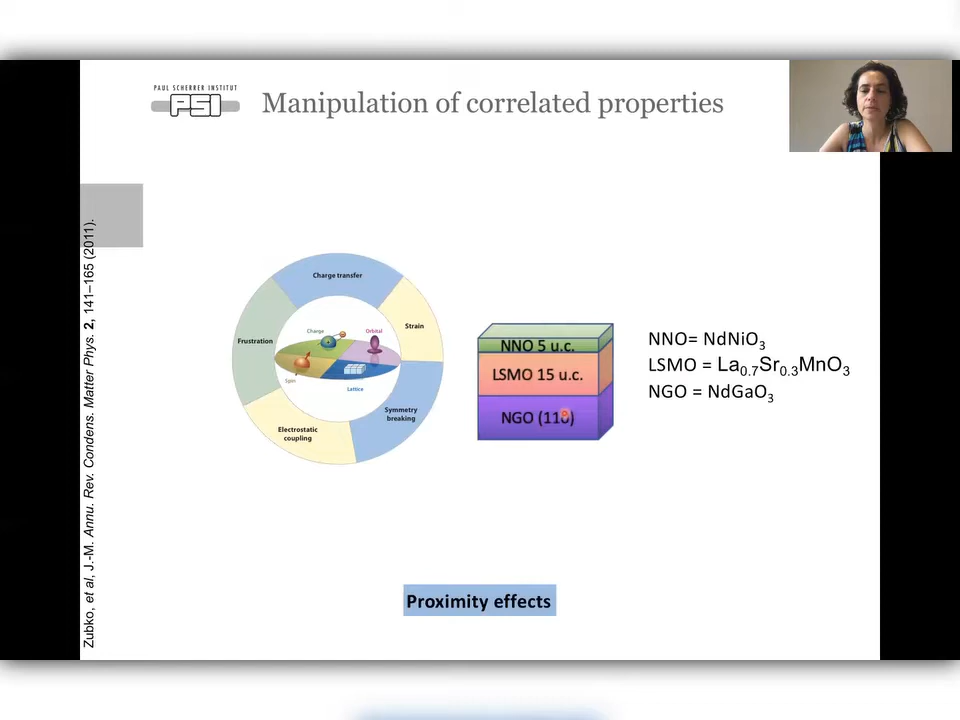 PAUL SCHERRER INSTITUT
PSI
Manipulation of correlated properties
Zubko, et al, J.-M. Annu. Rev. Condens. Matter Phys. 2, 141–165 (2011).
Charge transfer
Strain
Frustration
Charge
Orbital
Spin
Lattice
Symmetry
breaking
Electrostatic
coupling
NNO 5 u.c.
LSMO 15 u.c.
NGO (110)
NNO= NdNiO₃
LSMO = La₀.₇Sr₀.₃MnO₃
NGO = NdGaO₃
Proximity effects